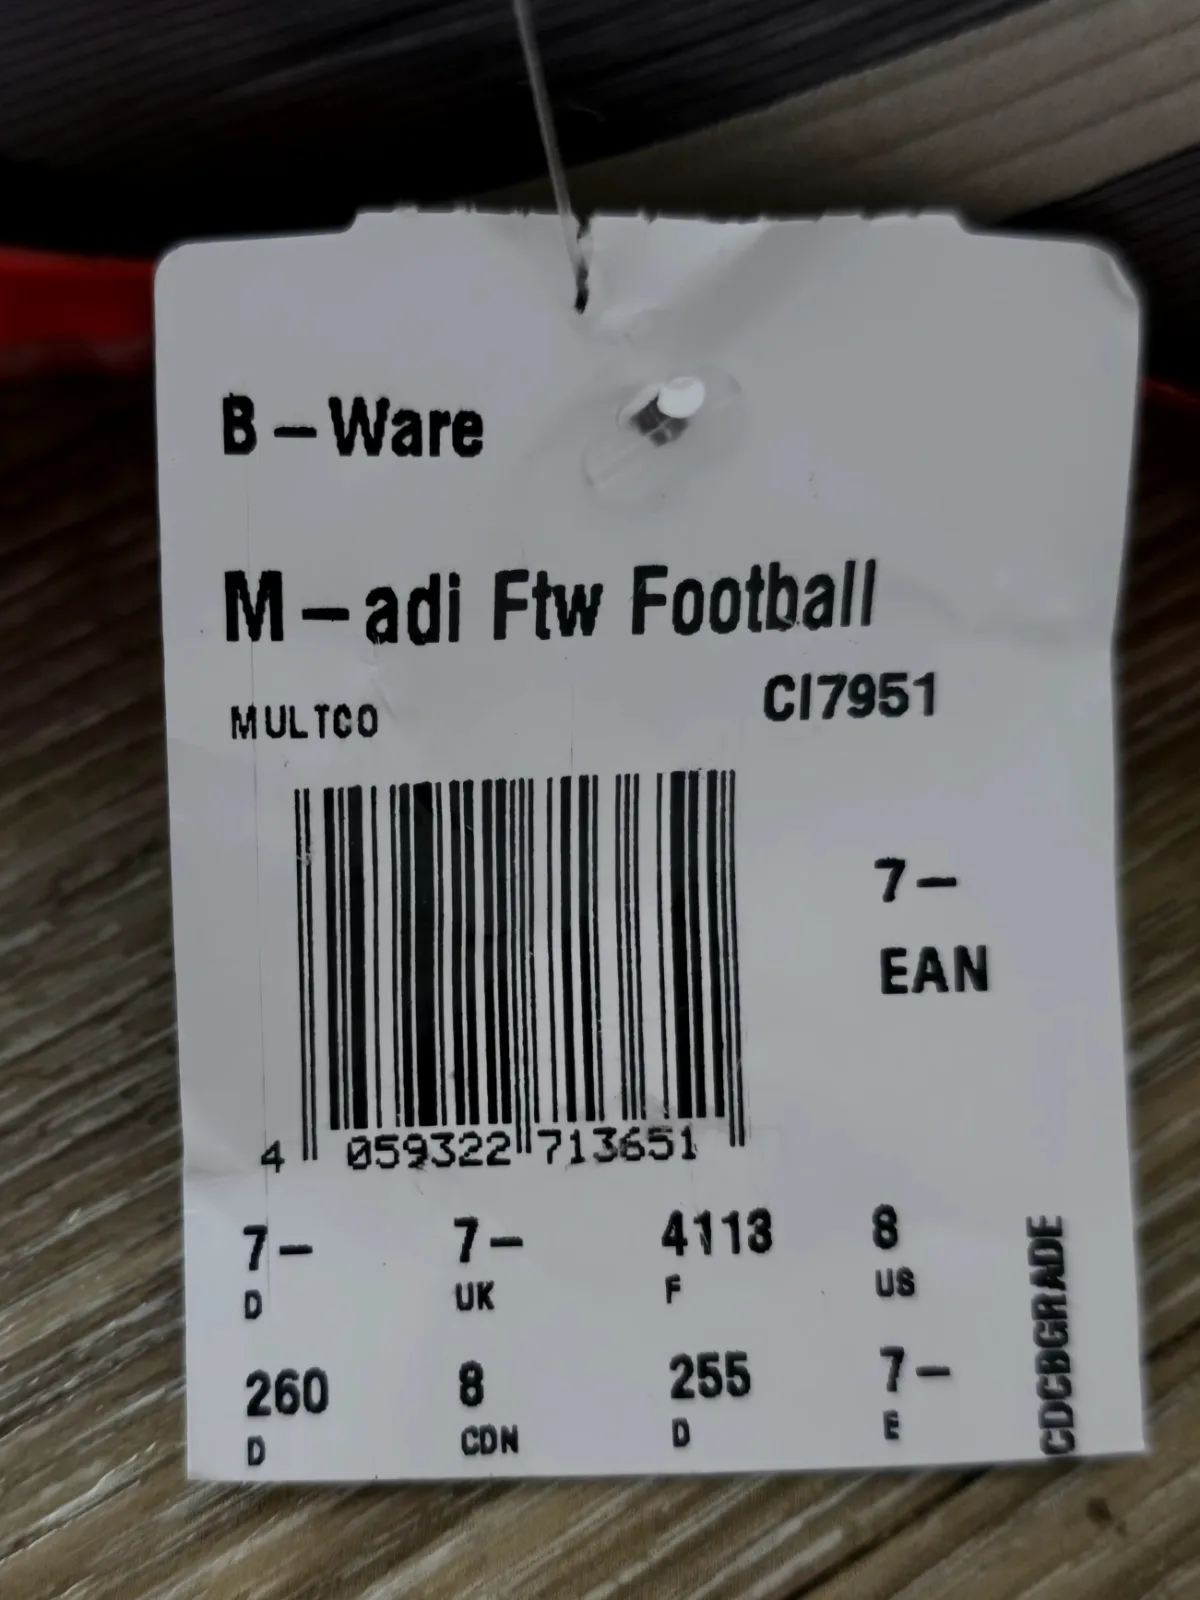 B-Ware
M-adi Ftw Football
MULTCO CI7951
7-
EAN
4 059322 713651
7- 7- 4113 8
D UK F US
260 8 255 7-
D CDN D E
CDCBGRADE